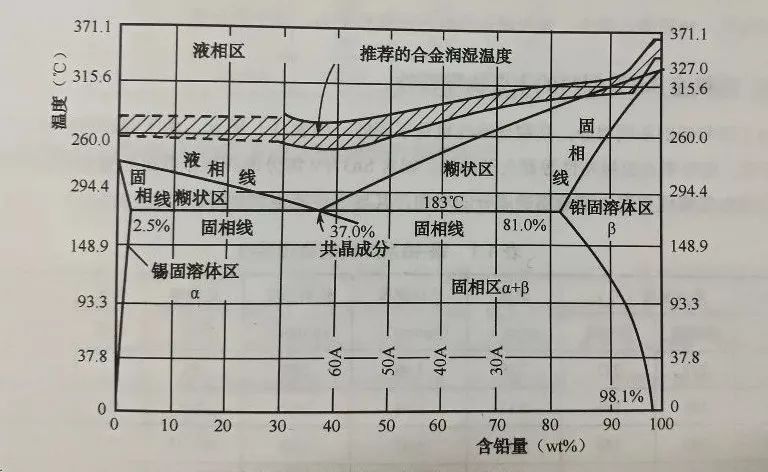 371.1
371.1
液相区
推荐的合金润湿温度
327.0
315.6
315.6
温度（℃）
260.0
固
260.0
液
相
相
固
糊状区
线
相
线
294.4
线
糊状区
183℃
294.4
铅固溶体区
2.5%
固相线
37.0%
固相线
81.0%
β
148.9
共晶成分
148.9
锡固溶体区
α
固相区α+β
93.3
93.3
60A
50A
40A
30A
37.8
37.8
98.1%
0
0
0
10
20
30
40
50
60
70
80
90
100
含铅量（wt%）